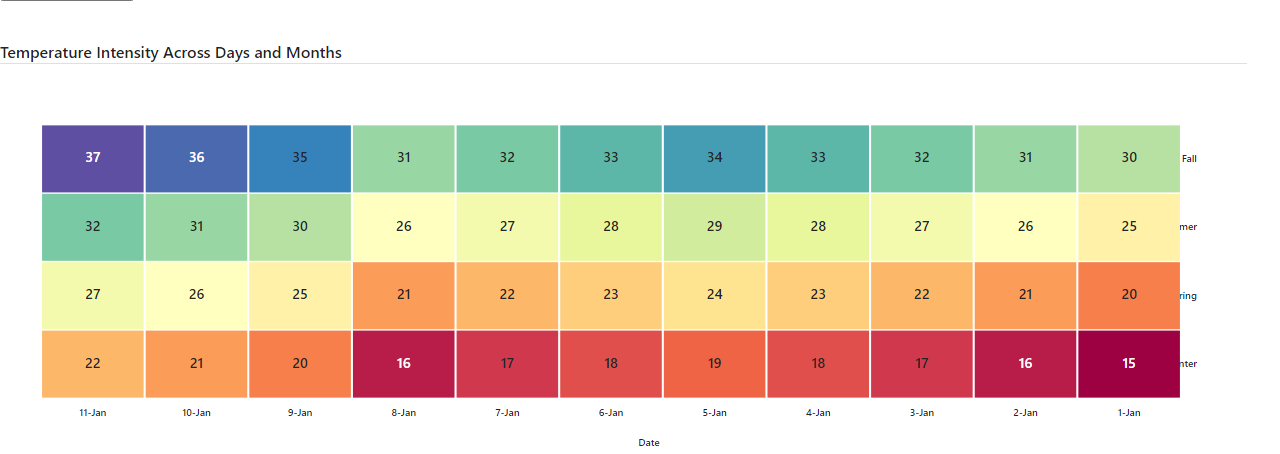 Temperature Intensity Across Days and Months
37 36 35 31 32 33 34 33 32 31 30 Fall
32 31 30 26 27 28 29 28 27 26 25 mer
27 26 25 21 22 23 24 23 22 21 20 ring
22 21 20 16 17 18 19 18 17 16 15 nter
11-Jan 10-Jan 9-Jan 8-Jan 7-Jan 6-Jan 5-Jan 4-Jan 3-Jan 2-Jan 1-Jan
Date